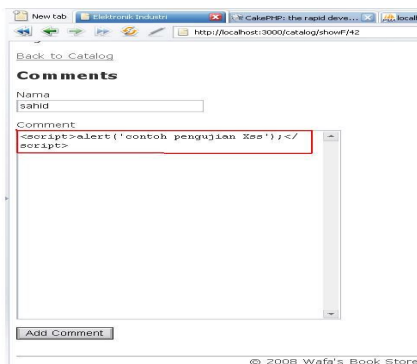 New tab
Elektronik Industri
CakePHP: the rapid deve...
local
http://localhost:3000/catalog/showF/42
Back to Catalog
Comments
Nama
sahid
Comment
<script>alert('contoh pengujian Xss');</
script>
Add Comment
© 2008 Wafa's Book Store